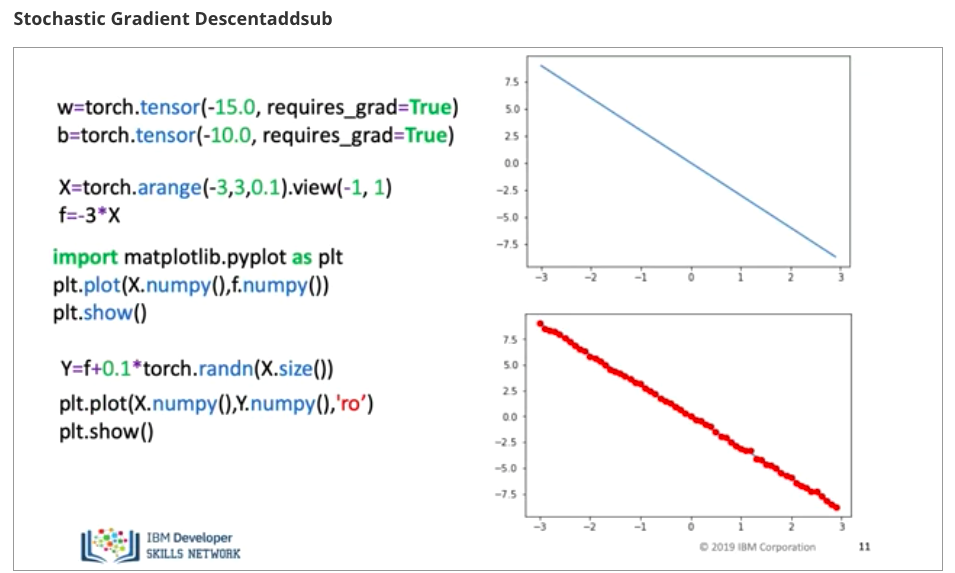 Stochastic Gradient Descentaddsub
w=torch.tensor(-15.0, requires_grad=True)
b=torch.tensor(-10.0, requires_grad=True)
X=torch.arange(-3,3,0.1).view(-1, 1)
f=-3*X
import matplotlib.pyplot as plt
plt.plot(X.numpy(),f.numpy())
plt.show()
Y=f+0.1*torch.randn(X.size())
plt.plot(X.numpy(),Y.numpy(),'ro’)
plt.show()
7.5
5.0
2.5
0.0
−2.5
−5.0
−7.5
−3 −2 −1 0 1 2 3
7.5
5.0
2.5
0.0
−2.5
−5.0
−7.5
−3 −2 −1 0 1 2 3
IBM Developer
SKILLS NETWORK
© 2019 IBM Corporation
11